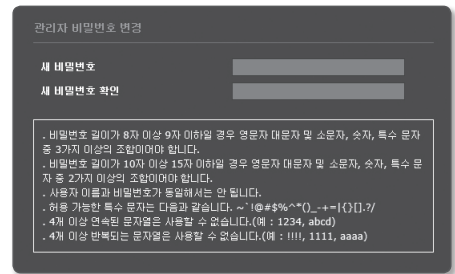 관리자 비밀번호 변경
새 비밀번호
새 비밀번호 확인
. 비밀번호 길이가 8자 이상 9자 이하일 경우 영문자 대문자 및 소문자, 숫자, 특수 문자
중 3가지 이상의 조합이어야 합니다.
. 비밀번호 길이가 10자 이상 15자 이하일 경우 영문자 대문자 및 소문자, 숫자, 특수 문
자 중 2가지 이상의 조합이어야 합니다.
. 사용자 이름과 비밀번호가 동일해서는 안 됩니다.
. 허용 가능한 특수 문자는 다음과 같습니다. ~`!@#$%^*()_-+=|{}[].?/
. 4개 이상 연속된 문자열은 사용할 수 없습니다.(예 : 1234, abcd)
. 4개 이상 반복되는 문자열은 사용할 수 없습니다.(예 : !!!!, 1111, aaaa)